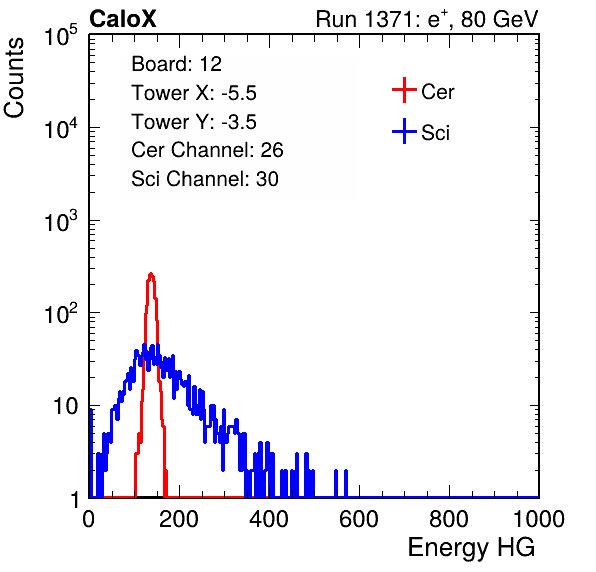 CaloX Run 1371: e⁺, 80 GeV
Counts
Board: 12
Tower X: -5.5
Tower Y: -3.5
Cer Channel: 26
Sci Channel: 30
Cer
Sci
10⁵
10⁴
10³
10²
10
1
0 200 400 600 800 1000
Energy HG